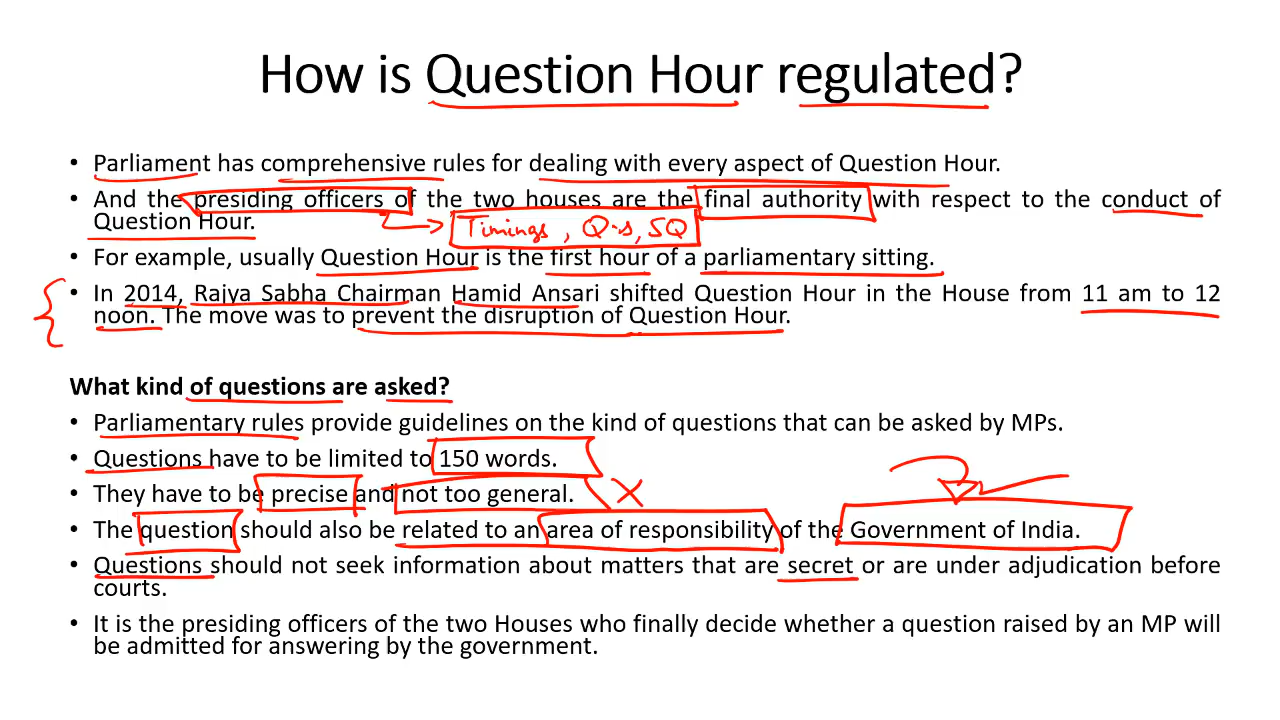 How is Question Hour regulated?
• Parliament has comprehensive rules for dealing with every aspect of Question Hour.
• And the presiding officers of the two houses are the final authority with respect to the conduct of
Question Hour.
Timings, Q·s, SQ
• For example, usually Question Hour is the first hour of a parliamentary sitting.
• In 2014, Rajya Sabha Chairman Hamid Ansari shifted Question Hour in the House from 11 am to 12
noon. The move was to prevent the disruption of Question Hour.
What kind of questions are asked?
• Parliamentary rules provide guidelines on the kind of questions that can be asked by MPs.
• Questions have to be limited to 150 words.
• They have to be precise and not too general.
• The question should also be related to an area of responsibility of the Government of India.
• Questions should not seek information about matters that are secret or are under adjudication before
courts.
• It is the presiding officers of the two Houses who finally decide whether a question raised by an MP will
be admitted for answering by the government.